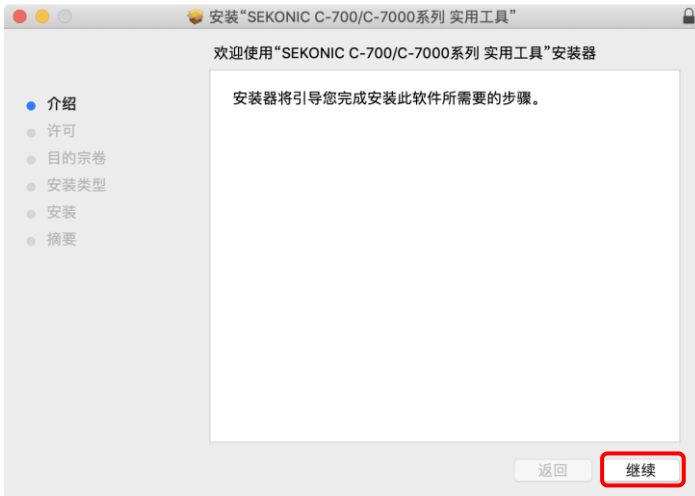 安装“SEKONIC C-700/C-7000系列 实用工具”
欢迎使用“SEKONIC C-700/C-7000系列 实用工具”安装器
介绍
许可
目的宗卷
安装类型
安装
摘要
安装器将引导您完成安装此软件所需要的步骤。
返回
继续